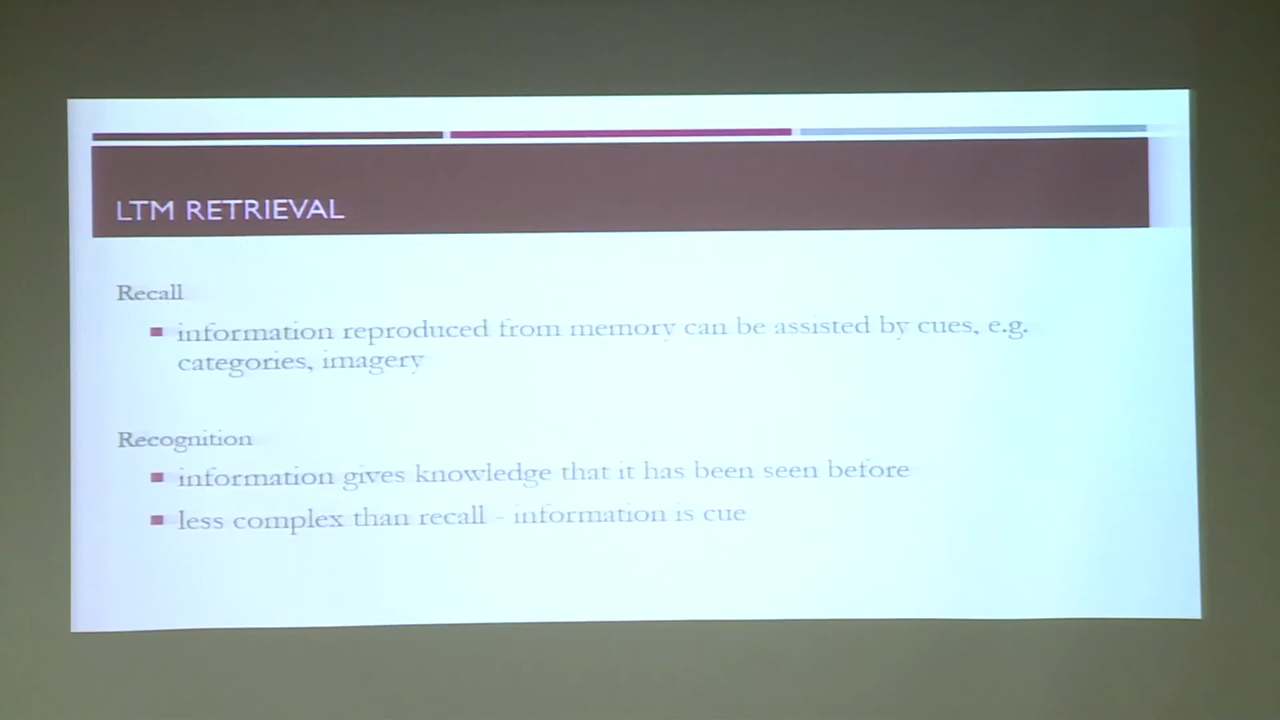 LTM RETRIEVAL
Recall
information reproduced from memory can be assisted by cues, e.g.
categories, imagery
Recognition
information gives knowledge that it has been seen before
less complex than recall - information is cue